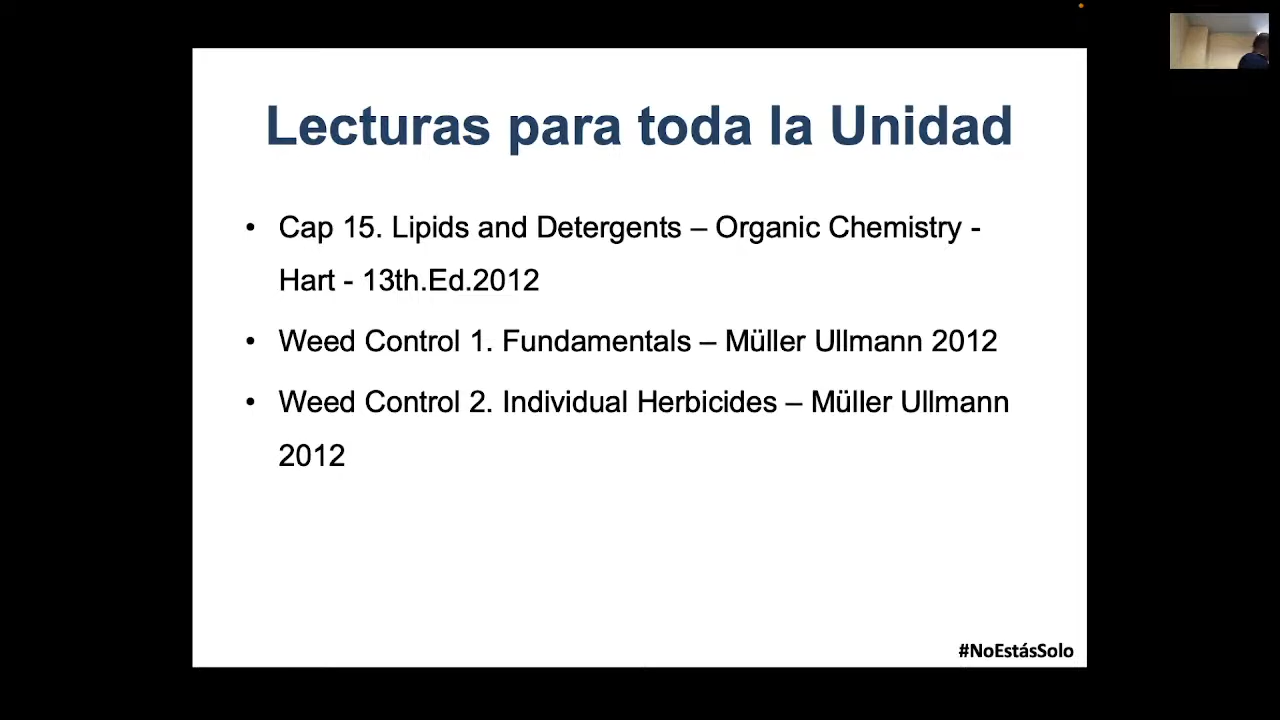 Lecturas para toda la Unidad
• Cap 15. Lipids and Detergents – Organic Chemistry -
Hart - 13th.Ed.2012
• Weed Control 1. Fundamentals – Müller Ullmann 2012
• Weed Control 2. Individual Herbicides – Müller Ullmann
2012
#NoEstásSolo